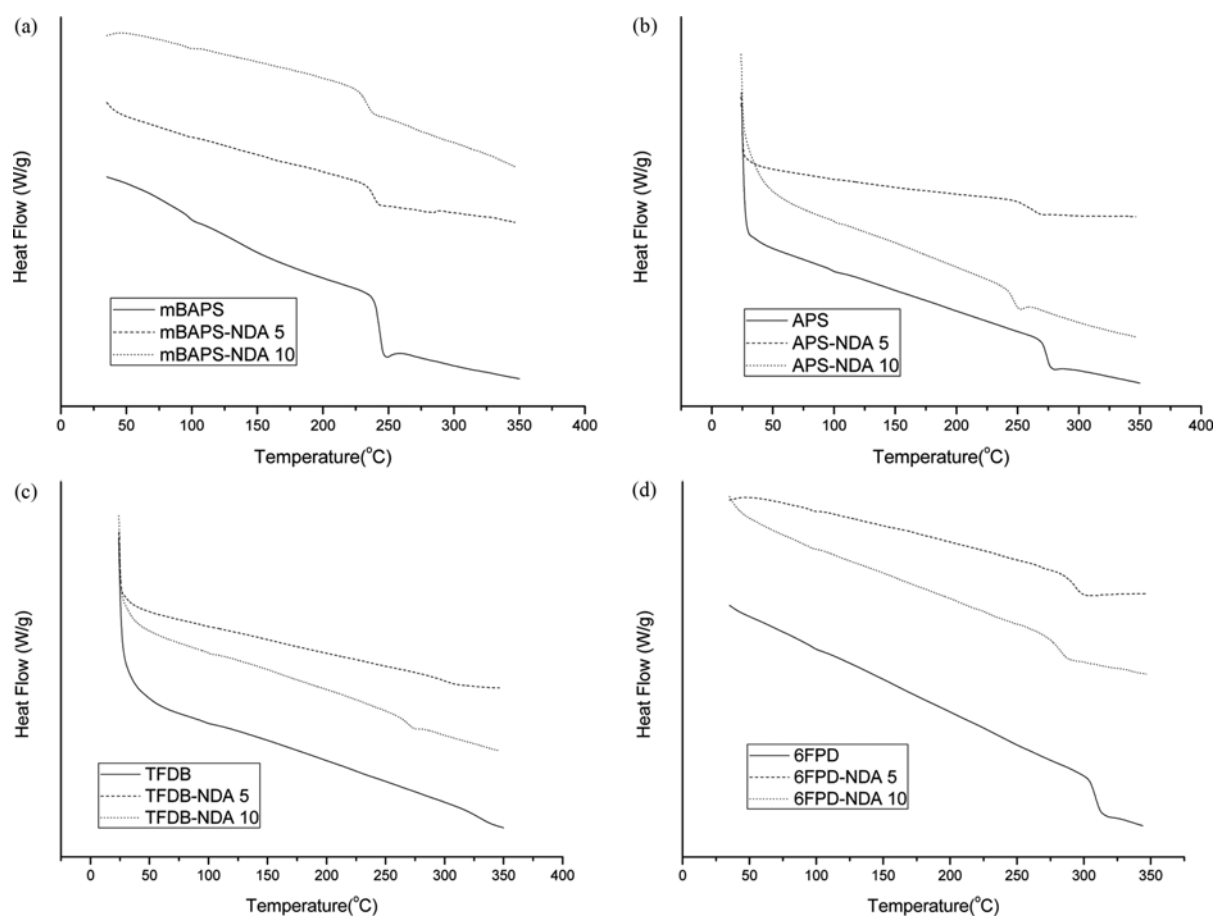 (a)
Heat Flow (W/g)
mBAPS
mBAPS-NDA 5
mBAPS-NDA 10
0 50 100 150 200 250 300 350 400
Temperature(°C)
(b)
Heat Flow (W/g)
APS
APS-NDA 5
APS-NDA 10
0 50 100 150 200 250 300 350 400
Temperature(°C)
(c)
Heat Flow (W/g)
TFDB
TFDB-NDA 5
TFDB-NDA 10
0 50 100 150 200 250 300 350 400
Temperature(°C)
(d)
Heat Flow (W/g)
6FPD
6FPD-NDA 5
6FPD-NDA 10
0 50 100 150 200 250 300 350
Temperature(°C)